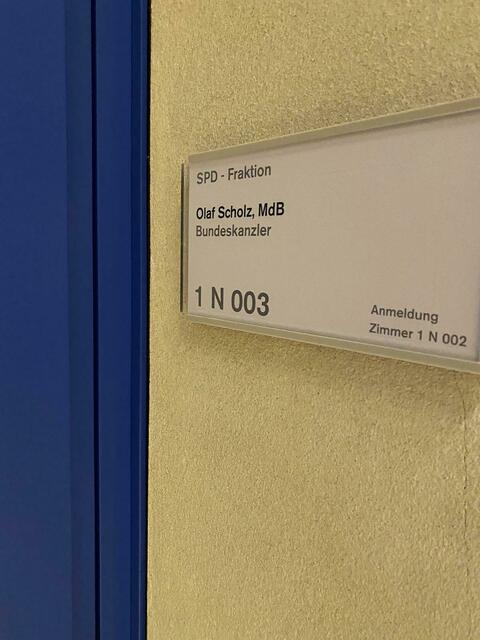 SPD - Fraktion
Olaf Scholz, MdB
Bundeskanzler
1 N 003
Anmeldung
Zimmer 1 N 002